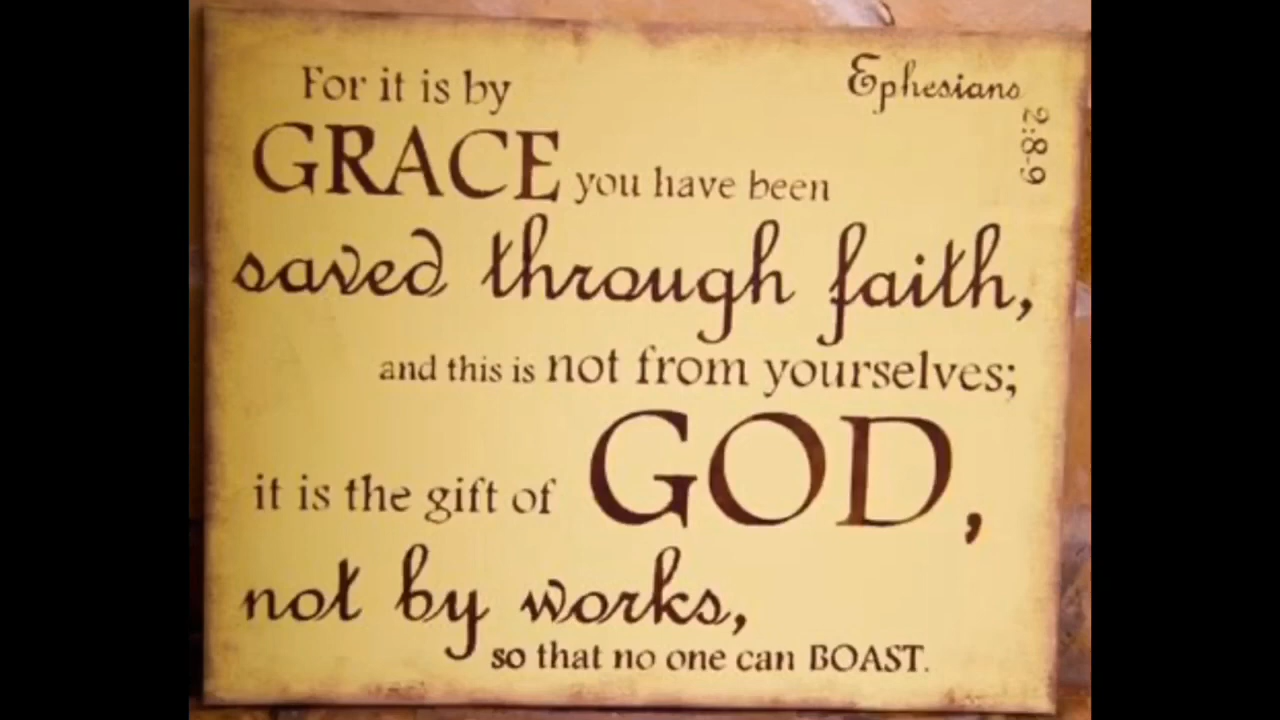 For it is by
Ephesians
2:8-9
GRACE you have been
saved through faith,
and this is not from yourselves;
it is the gift of GOD,
not by works,
so that no one can BOAST.